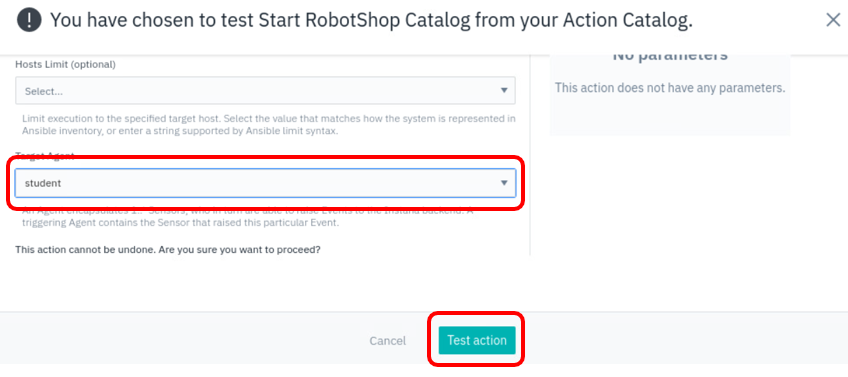 You have chosen to test Start RobotShop Catalog from your Action Catalog.
Hosts Limit (optional)
Select...
Limit execution to the specified target host. Select the value that matches how the system is represented in
Ansible inventory, or enter a string supported by Ansible limit syntax.
Target Agent
student
An Agent encapsulates 1..* Sensors, who in turn are able to raise Events to the Instana backend. A
triggering Agent contains the Sensor that raised this particular Event.
This action cannot be undone. Are you sure you want to proceed?
No parameters
This action does not have any parameters.
Cancel
Test action